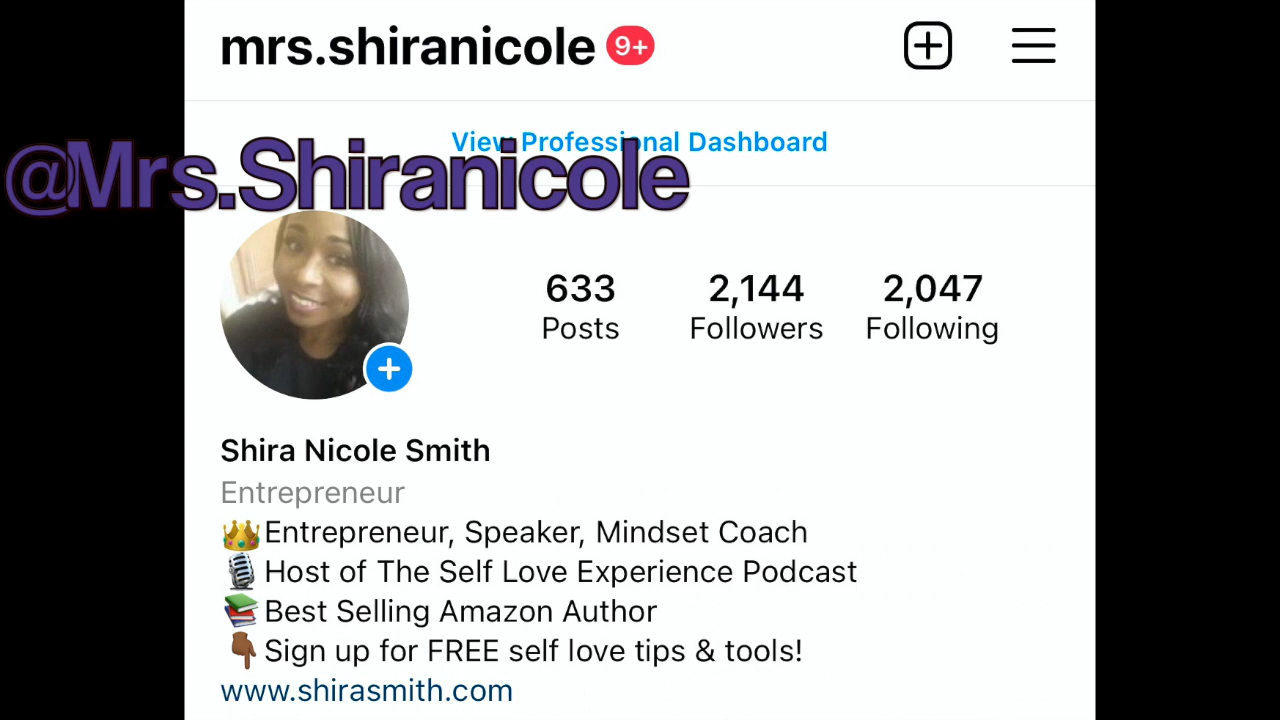 mrs.shiranicole 9+
View Professional Dashboard
@Mrs.Shiranicole
633 2,144 2,047
Posts Followers Following
Shira Nicole Smith
Entrepreneur
👑Entrepreneur, Speaker, Mindset Coach
🎙Host of The Self Love Experience Podcast
📚Best Selling Amazon Author
👇🏾Sign up for FREE self love tips & tools!
www.shirasmith.com